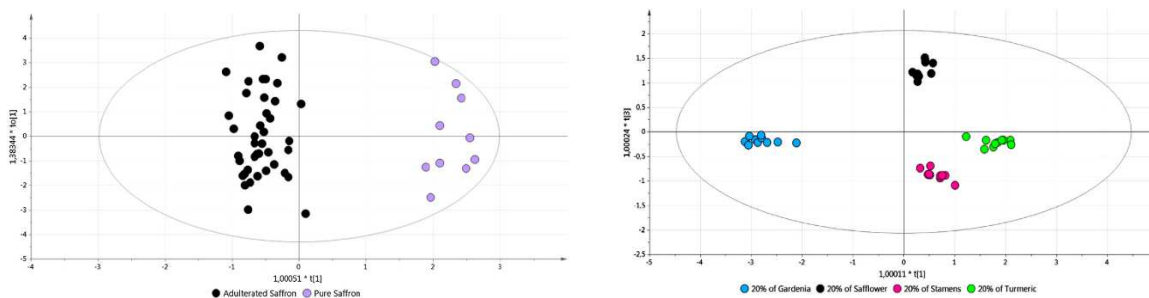 4
3
2
1
0
-1
-2
-3
-4
-5
-4 -3 -2 -1 0 1 2 3 4
1,38344 * to[1]
1,00051 * t[1]
Adulterated Saffron Pure Saffron
2
1.5
1
0.5
0
-0.5
-1
-1.5
-2
-2.5
-5 -4 -3 -2 -1 0 1 2 3 4 5
1,00024 * t[3]
1,00011 * t[1]
20% of Gardenia 20% of Safflower 20% of Stamens 20% of Turmeric